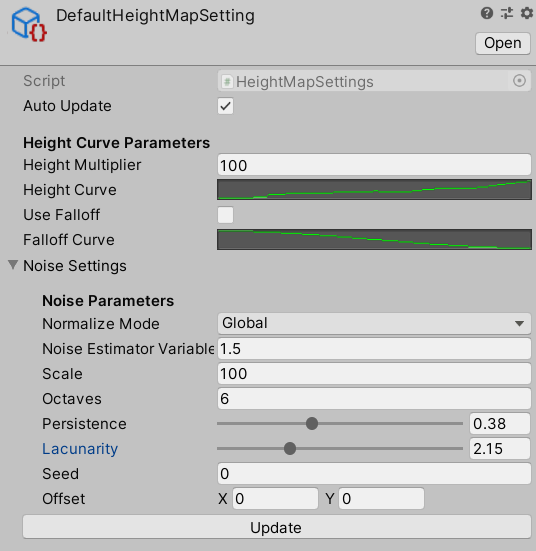 DefaultHeightMapSetting
Open
Script HeightMapSettings
Auto Update
Height Curve Parameters
Height Multiplier 100
Height Curve
Use Falloff
Falloff Curve
Noise Settings
Noise Parameters
Normalize Mode Global
Noise Estimator Variable 1.5
Scale 100
Octaves 6
Persistence 0.38
Lacunarity 2.15
Seed 0
Offset X 0 Y 0
Update